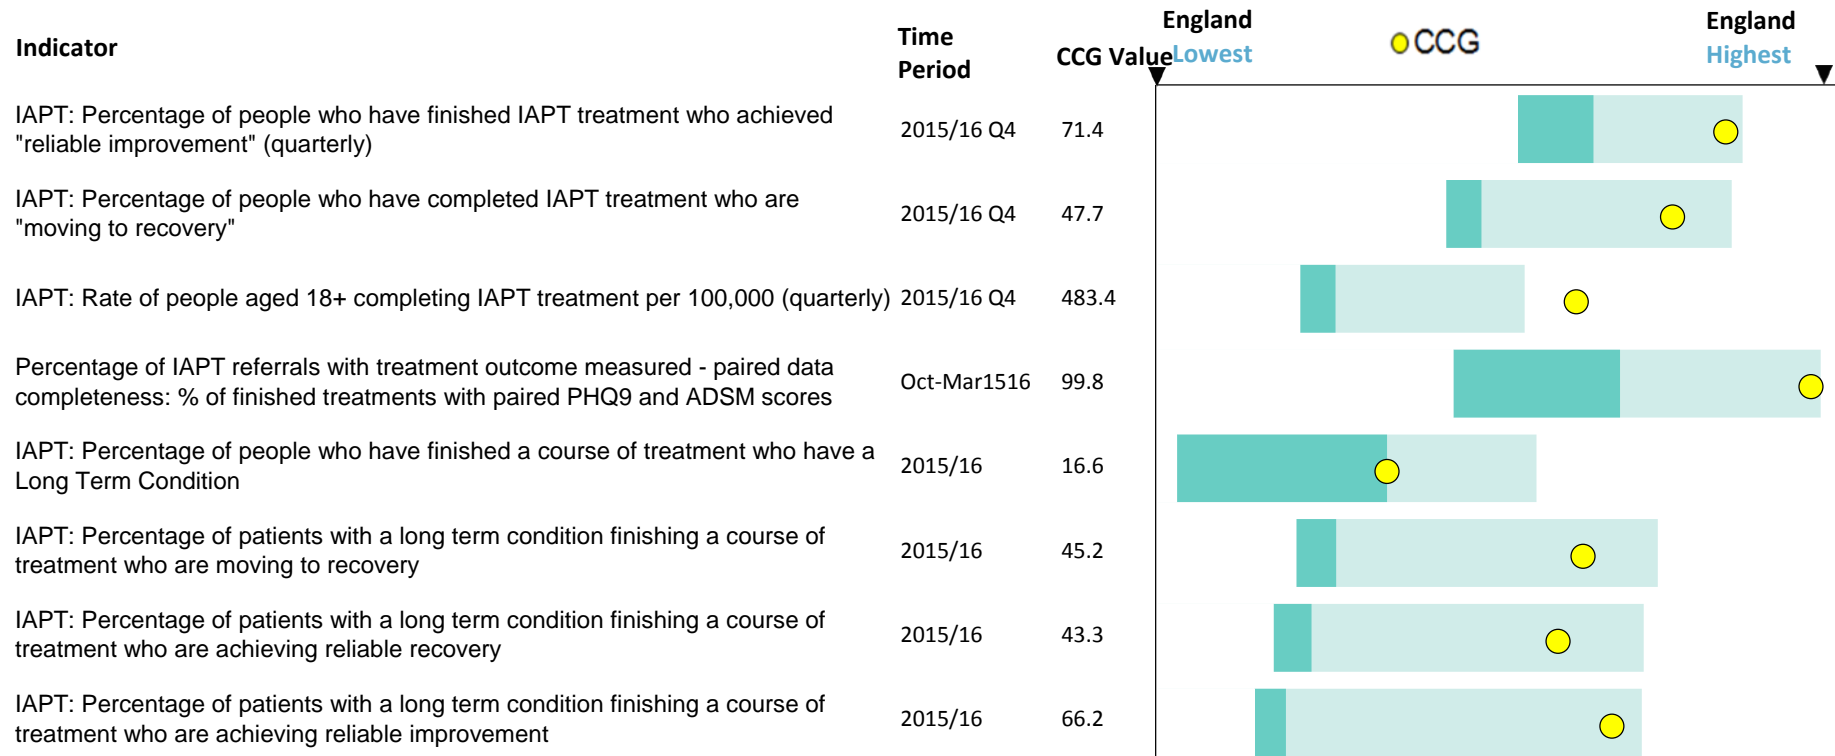 Indicator
Time
Period
CCG Value
England
Lowest
CCG
England
Highest
IAPT: Percentage of people who have finished IAPT treatment who achieved
"reliable improvement" (quarterly)
2015/16 Q4
71.4
IAPT: Percentage of people who have completed IAPT treatment who are
"moving to recovery"
2015/16 Q4
47.7
IAPT: Rate of people aged 18+ completing IAPT treatment per 100,000 (quarterly)
2015/16 Q4
483.4
Percentage of IAPT referrals with treatment outcome measured - paired data
completeness: % of finished treatments with paired PHQ9 and ADSM scores
Oct-Mar1516
99.8
IAPT: Percentage of people who have finished a course of treatment who have a
Long Term Condition
2015/16
16.6
IAPT: Percentage of patients with a long term condition finishing a course of
treatment who are moving to recovery
2015/16
45.2
IAPT: Percentage of patients with a long term condition finishing a course of
treatment who are achieving reliable recovery
2015/16
43.3
IAPT: Percentage of patients with a long term condition finishing a course of
treatment who are achieving reliable improvement
2015/16
66.2